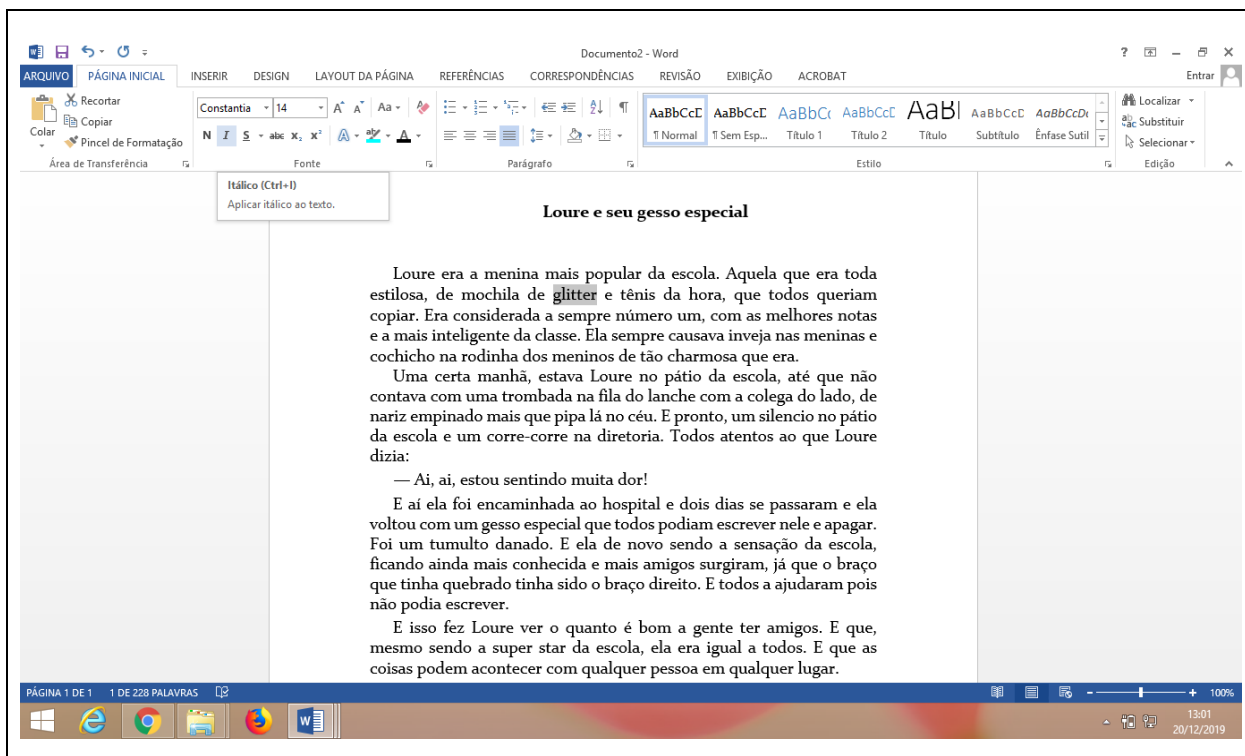 Documento2 - Word
?
ARQUIVO PÁGINA INICIAL INSERIR DESIGN LAYOUT DA PÁGINA REFERÊNCIAS CORRESPONDÊNCIAS REVISÃO EXIBIÇÃO ACROBAT Entrar
Colar
Recortar
Copiar
Pincel de Formatação
Área de Transferência
Constantia 14 A A Aa
N I S abc X₂ X² A aby A
Fonte
Parágrafo
AaBbCcD AaBbCcD AaBbCc AaBbCcD AaBl AaBbCcD AaBbCcDc
¶ Normal ¶ Sem Esp... Título 1 Título 2 Título Subtítulo Ênfase Sutil
Estilo
Localizar
Substituir
Selecionar
Edição
Itálico (Ctrl+I)
Aplicar itálico ao texto.
Loure e seu gesso especial
Loure era a menina mais popular da escola. Aquela que era toda
estilosa, de mochila de glitter e tênis da hora, que todos queriam
copiar. Era considerada a sempre número um, com as melhores notas
e a mais inteligente da classe. Ela sempre causava inveja nas meninas e
cochicho na rodinha dos meninos de tão charmosa que era.
Uma certa manhã, estava Loure no pátio da escola, até que não
contava com uma trombada na fila do lanche com a colega do lado, de
nariz empinado mais que pipa lá no céu. E pronto, um silencio no pátio
da escola e um corre-corre na diretoria. Todos atentos ao que Loure
dizia:
— Ai, ai, estou sentindo muita dor!
E aí ela foi encaminhada ao hospital e dois dias se passaram e ela
voltou com um gesso especial que todos podiam escrever nele e apagar.
Foi um tumulto danado. E ela de novo sendo a sensação da escola,
ficando ainda mais conhecida e mais amigos surgiram, já que o braço
que tinha quebrado tinha sido o braço direito. E todos a ajudaram pois
não podia escrever.
E isso fez Loure ver o quanto é bom a gente ter amigos. E que,
mesmo sendo a super star da escola, ela era igual a todos. E que as
coisas podem acontecer com qualquer pessoa em qualquer lugar.
PÁGINA 1 DE 1 1 DE 228 PALAVRAS 100%
13:01
20/12/2019